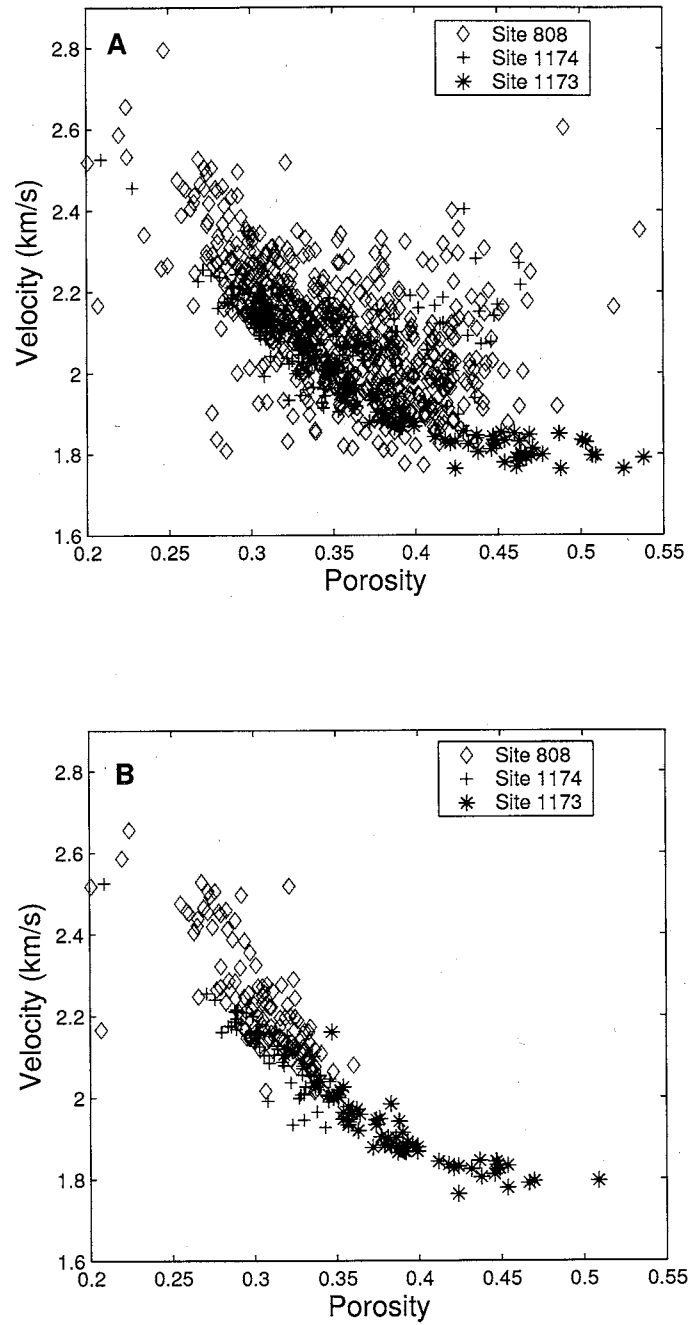 A
Site 808
Site 1174
Site 1173
2.8
2.6
2.4
2.2
2
1.8
1.6
Velocity (km/s)
0.2 0.25 0.3 0.35 0.4 0.45 0.5 0.55
Porosity
B
Site 808
Site 1174
Site 1173
2.8
2.6
2.4
2.2
2
1.8
1.6
Velocity (km/s)
0.2 0.25 0.3 0.35 0.4 0.45 0.5 0.55
Porosity